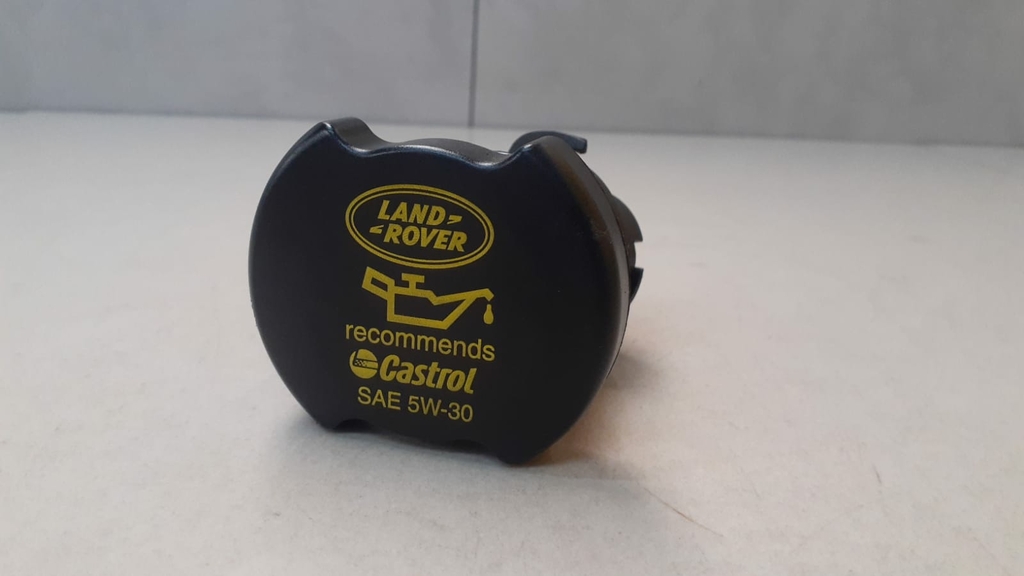 LAND
ROVER
recommends
Castrol
SAE 5W-30